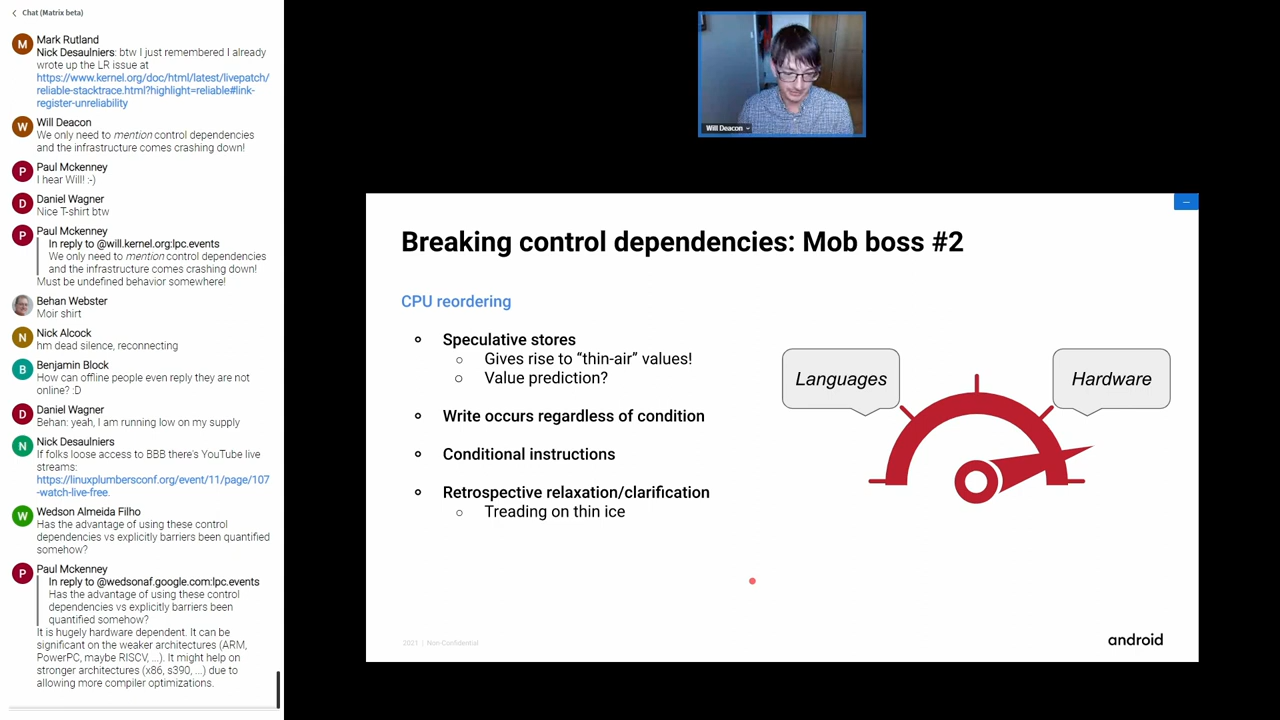 Chat (Matrix beta)
M
Mark Rutland
Nick Desaulniers: btw I just remembered I already
wrote up the LR issue at
https://www.kernel.org/doc/html/latest/livepatch/
reliable-stacktrace.html?highlight=reliable#link-
register-unreliability
W
Will Deacon
We only need to mention control dependencies
and the infrastructure comes crashing down!
P
Paul Mckenney
I hear Will! :-)
D
Daniel Wagner
Nice T-shirt btw
P
Paul Mckenney
In reply to @will.kernel.org:lpc.events
We only need to mention control dependencies
and the infrastructure comes crashing down!
Must be undefined behavior somewhere!
Behan Webster
Moir shirt
N
Nick Alcock
hm dead silence, reconnecting
B
Benjamin Block
How can offline people even reply they are not
online? :D
D
Daniel Wagner
Behan: yeah, I am running low on my supply
N
Nick Desaulniers
If folks loose access to BBB there's YouTube live
streams:
https://linuxplumbersconf.org/event/11/page/107
-watch-live-free.
W
Wedson Almeida Filho
Has the advantage of using these control
dependencies vs explicitly barriers been quantified
somehow?
P
Paul Mckenney
In reply to @wedsonaf.google.com:lpc.events
Has the advantage of using these control
dependencies vs explicitly barriers been
quantified somehow?
It is hugely hardware dependent. It can be
significant on the weaker architectures (ARM,
PowerPC, maybe RISCV, ...). It might help on
stronger architectures (x86, s390, ...) due to
allowing more compiler optimizations.
Will Deacon
Breaking control dependencies: Mob boss #2
CPU reordering
Speculative stores
Gives rise to “thin-air” values!
Value prediction?
Write occurs regardless of condition
Conditional instructions
Retrospective relaxation/clarification
Treading on thin ice
Languages
Hardware
2021 | Non-Confidential
android